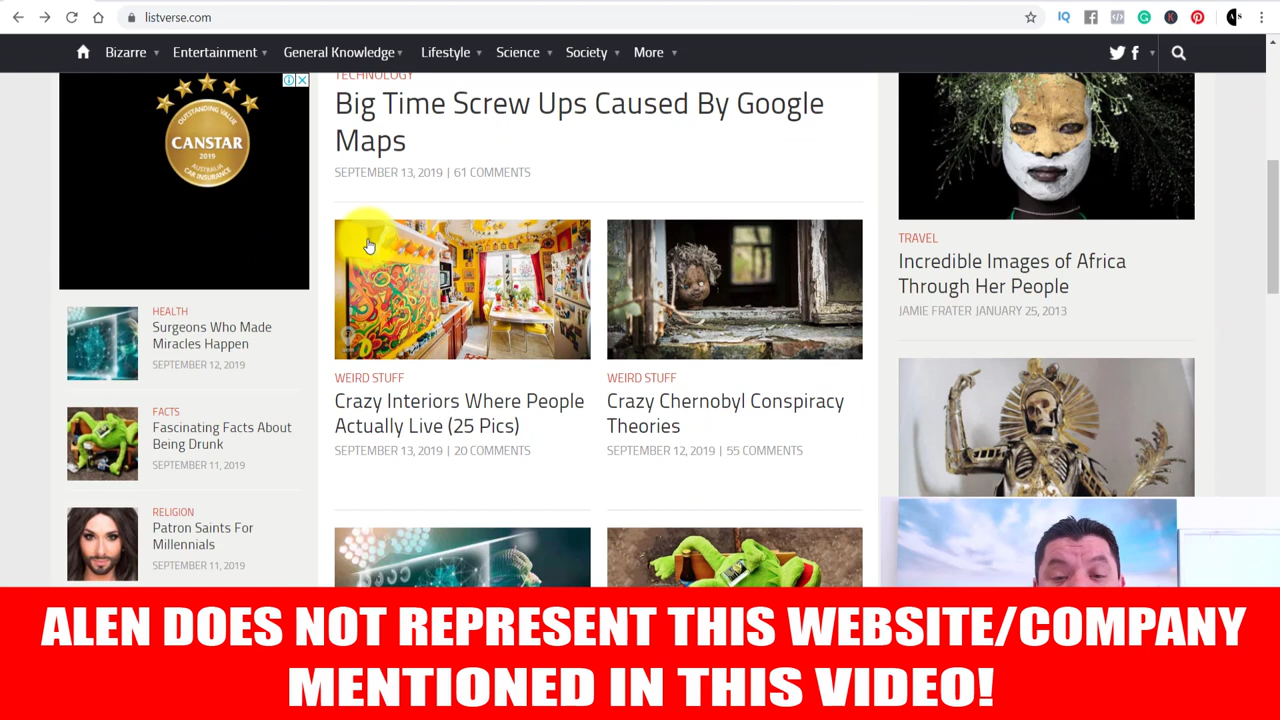 listverse.com
Bizarre
Entertainment
General Knowledge
Lifestyle
Science
Society
More
OUTSTANDING VALUE
CANSTAR
2019
AUSTRALIA
CAR INSURANCE
HEALTH
Surgeons Who Made
Miracles Happen
SEPTEMBER 12, 2019
FACTS
Fascinating Facts About
Being Drunk
SEPTEMBER 11, 2019
RELIGION
Patron Saints For
Millennials
SEPTEMBER 11, 2019
TECHNOLOGY
Big Time Screw Ups Caused By Google
Maps
SEPTEMBER 13, 2019 | 61 COMMENTS
WEIRD STUFF
Crazy Interiors Where People
Actually Live (25 Pics)
SEPTEMBER 13, 2019 | 20 COMMENTS
WEIRD STUFF
Crazy Chernobyl Conspiracy
Theories
SEPTEMBER 12, 2019 | 55 COMMENTS
TRAVEL
Incredible Images of Africa
Through Her People
JAMIE FRATER JANUARY 25, 2013
ALEN DOES NOT REPRESENT THIS WEBSITE/COMPANY
MENTIONED IN THIS VIDEO!